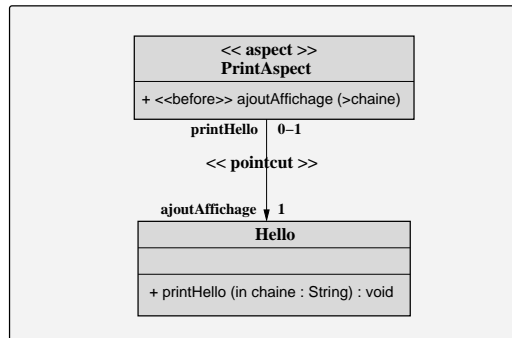 << aspect >>
PrintAspect
+ <<before>> ajoutAffichage (>chaine)
printHello 0–1
<< pointcut >>
ajoutAffichage 1
Hello
+ printHello (in chaine : String) : void